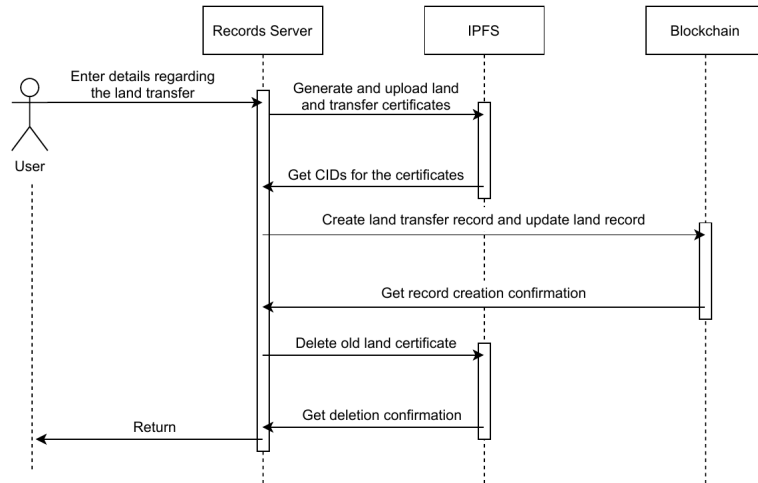 Records Server
IPFS
Blockchain
Enter details regarding
the land transfer
Generate and upload land
and transfer certificates
User
Get CIDs for the certificates
Create land transfer record and update land record
Get record creation confirmation
Delete old land certificate
Get deletion confirmation
Return